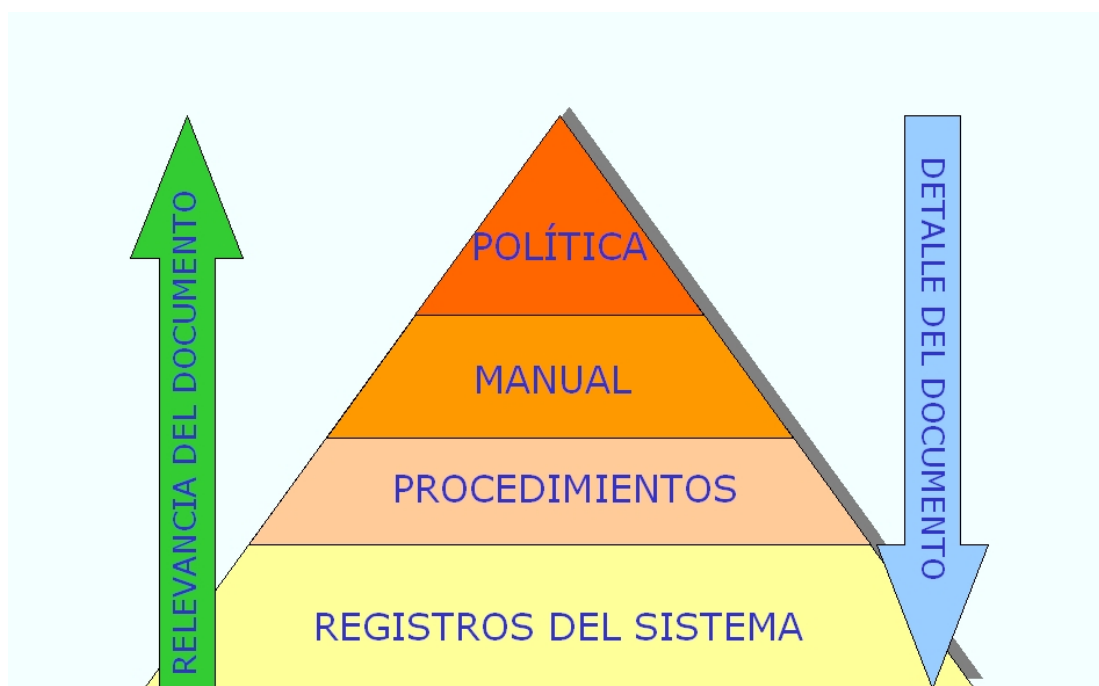 RELEVANCIA DEL DOCUMENTO
POLÍTICA
MANUAL
PROCEDIMIENTOS
REGISTROS DEL SISTEMA
DETALLE DEL DOCUMENTO